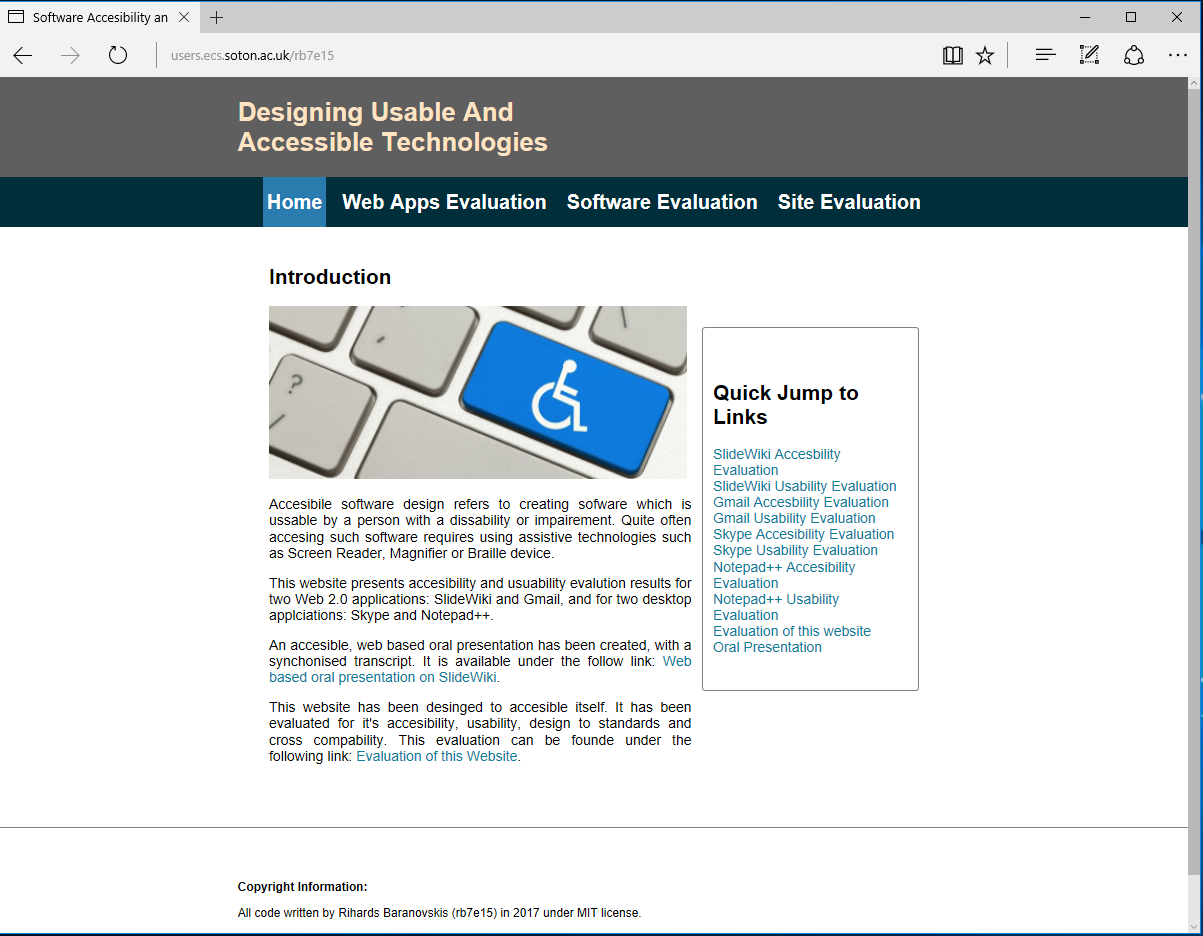 Software Accesibility an
users.ecs.soton.ac.uk/rb7e15
Designing Usable And
Accessible Technologies
Home Web Apps Evaluation Software Evaluation Site Evaluation
Introduction
?
Accesibile software design refers to creating sofware which is
ussable by a person with a dissability or impairement. Quite often
accesing such software requires using assistive technologies such
as Screen Reader, Magnifier or Braille device.
This website presents accesibility and usuability evalution results for
two Web 2.0 applications: SlideWiki and Gmail, and for two desktop
applciations: Skype and Notepad++.
An accesible, web based oral presentation has been created, with a
synchonised transcript. It is available under the follow link: Web
based oral presentation on SlideWiki.
This website has been desinged to accesible itself. It has been
evaluated for it's accesibility, usability, design to standards and
cross compability. This evaluation can be founde under the
following link: Evaluation of this Website.
Quick Jump to
Links
SlideWiki Accesbility
Evaluation
SlideWiki Usability Evaluation
Gmail Accesbility Evaluation
Gmail Usability Evaluation
Skype Accesibility Evaluation
Skype Usability Evaluation
Notepad++ Accesibility
Evaluation
Notepad++ Usability
Evaluation
Evaluation of this website
Oral Presentation
Copyright Information:
All code written by Rihards Baranovskis (rb7e15) in 2017 under MIT license.